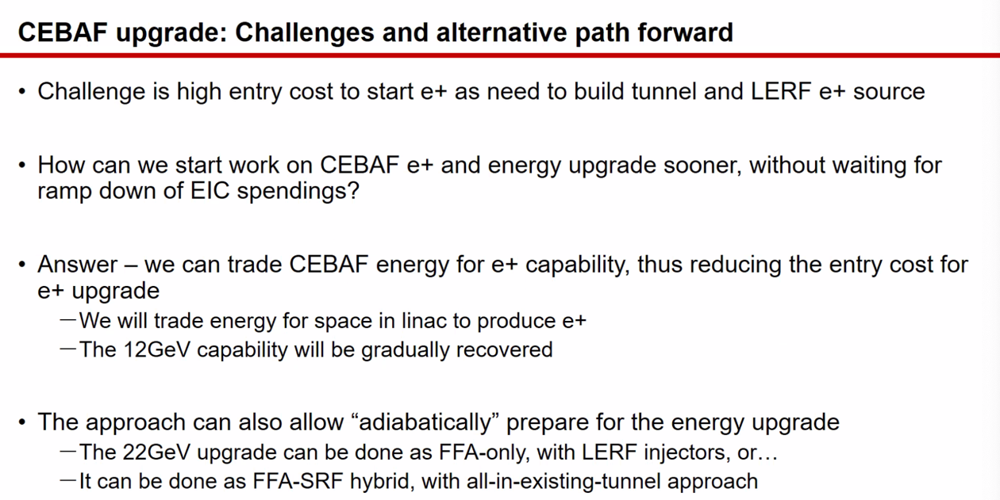 CEBAF upgrade: Challenges and alternative path forward
• Challenge is high entry cost to start e+ as need to build tunnel and LERF e+ source
• How can we start work on CEBAF e+ and energy upgrade sooner, without waiting for
ramp down of EIC spendings?
• Answer – we can trade CEBAF energy for e+ capability, thus reducing the entry cost for
e+ upgrade
—We will trade energy for space in linac to produce e+
—The 12GeV capability will be gradually recovered
• The approach can also allow “adiabatically” prepare for the energy upgrade
—The 22GeV upgrade can be done as FFA-only, with LERF injectors, or…
—It can be done as FFA-SRF hybrid, with all-in-existing-tunnel approach